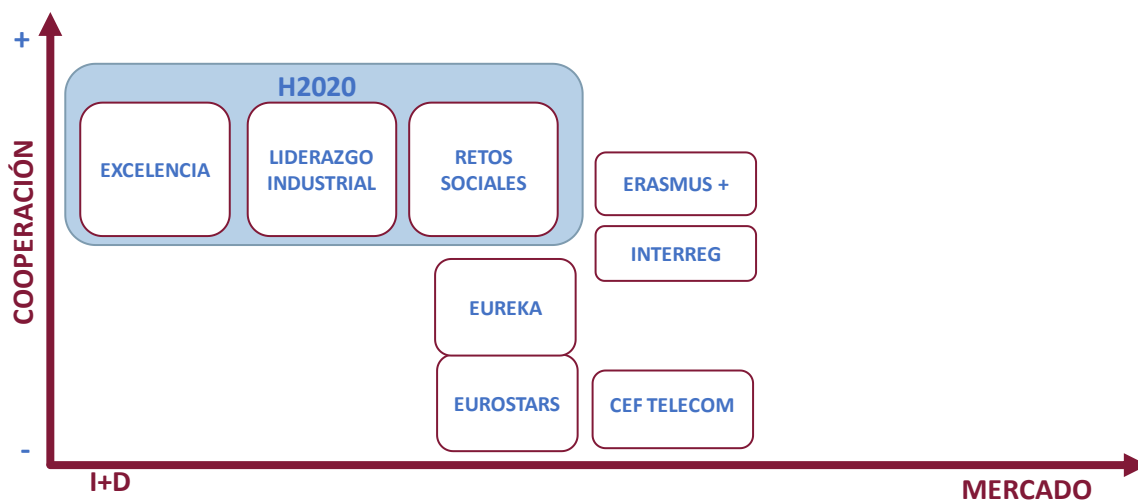 +
H2020
EXCELENCIA
LIDERAZGO
INDUSTRIAL
RETOS
SOCIALES
ERASMUS +
INTERREG
COOPERACIÓN
EUREKA
EUROSTARS
CEF TELECOM
-
I+D
MERCADO